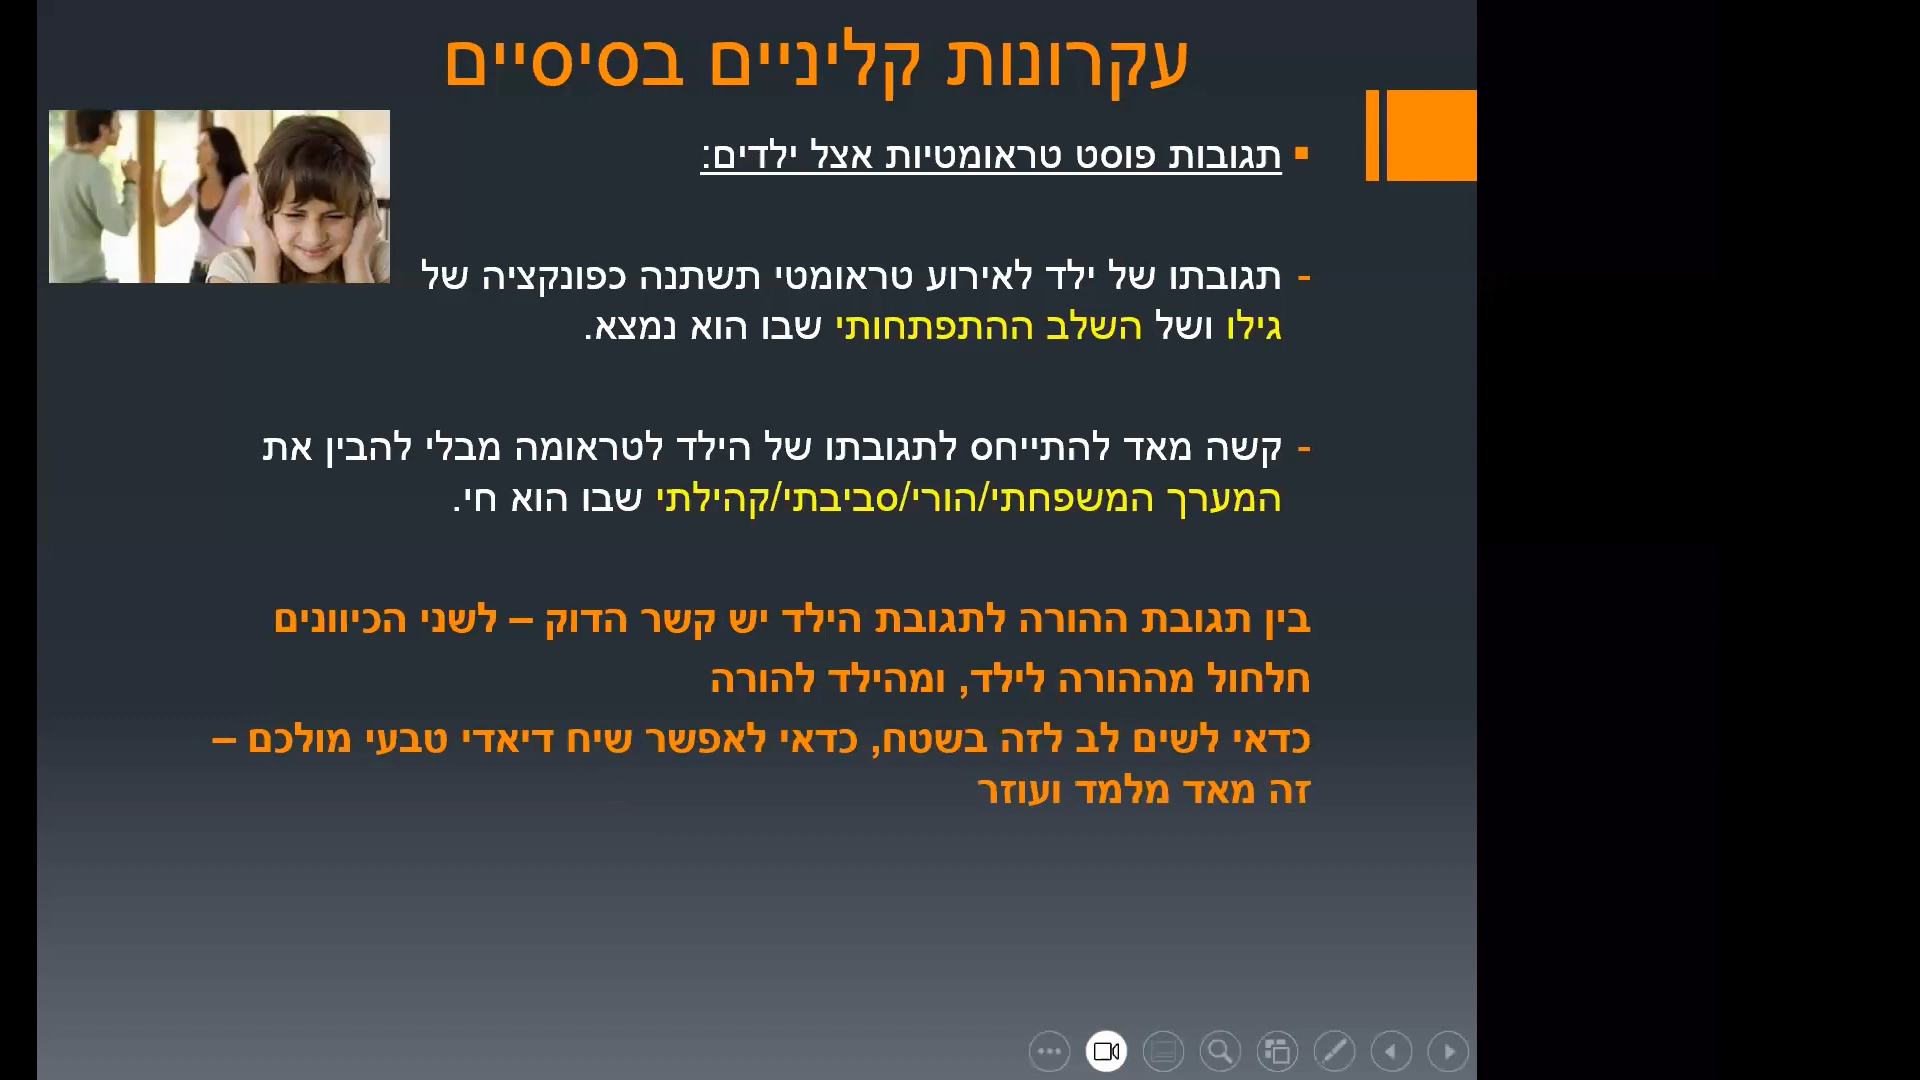 עקרונות קליניים בסיסיים
▪ תגובות פוסט טראומטיות אצל ילדים:
- תגובתו של ילד לאירוע טראומטי תשתנה כפונקציה של
גילו ושל השלב ההתפתחותי שבו הוא נמצא.
- קשה מאד להתייחס לתגובתו של הילד לטראומה מבלי להבין את
המערך המשפחתי/הורי/סביבתי/קהילתי שבו הוא חי.
בין תגובת ההורה לתגובת הילד יש קשר הדוק – לשני הכיוונים
חלחול מההורה לילד, ומהילד להורה
כדאי לשים לב לזה בשטח, כדאי לאפשר שיח דיאדי טבעי מולכם –
זה מאד מלמד ועוזר